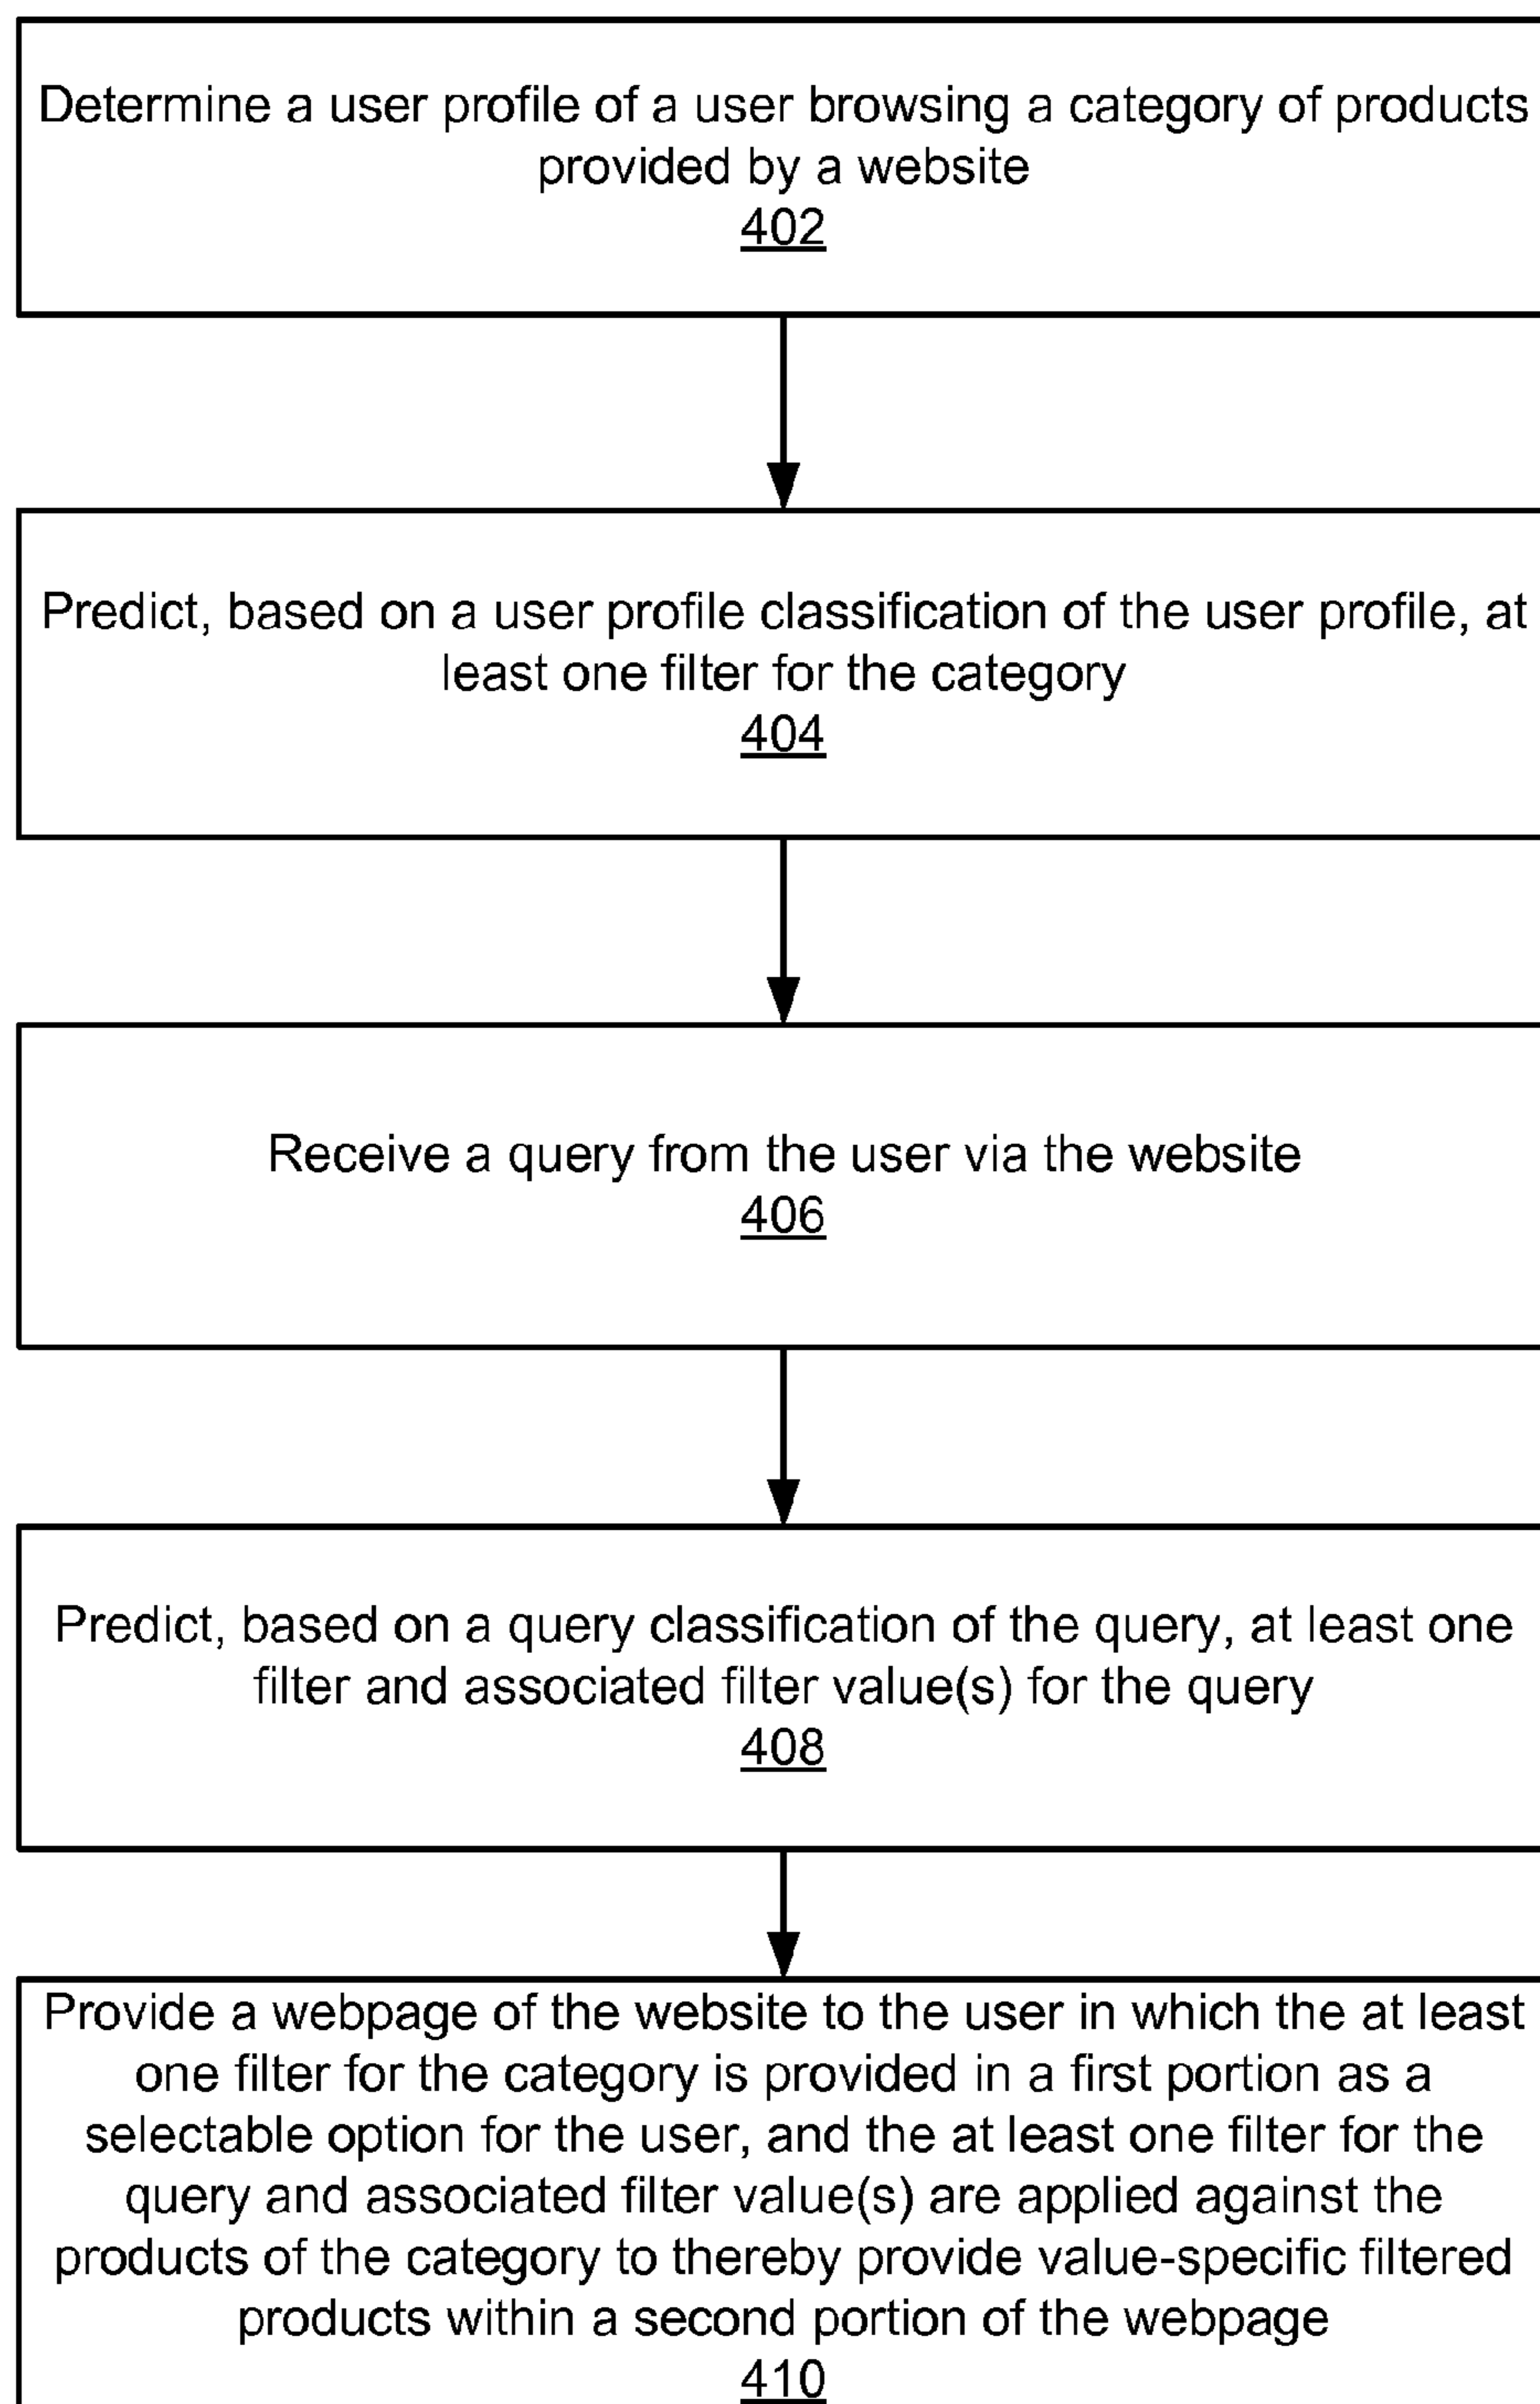 Determine a user profile of a user browsing a category of products
provided by a website
402
Predict, based on a user profile classification of the user profile, at
least one filter for the category
404
Receive a query from the user via the website
406
Predict, based on a query classification of the query, at least one
filter and associated filter value(s) for the query
408
Provide a webpage of the website to the user in which the at least
one filter for the category is provided in a first portion as a
selectable option for the user, and the at least one filter for the
query and associated filter value(s) are applied against the
products of the category to thereby provide value-specific filtered
products within a second portion of the webpage
410